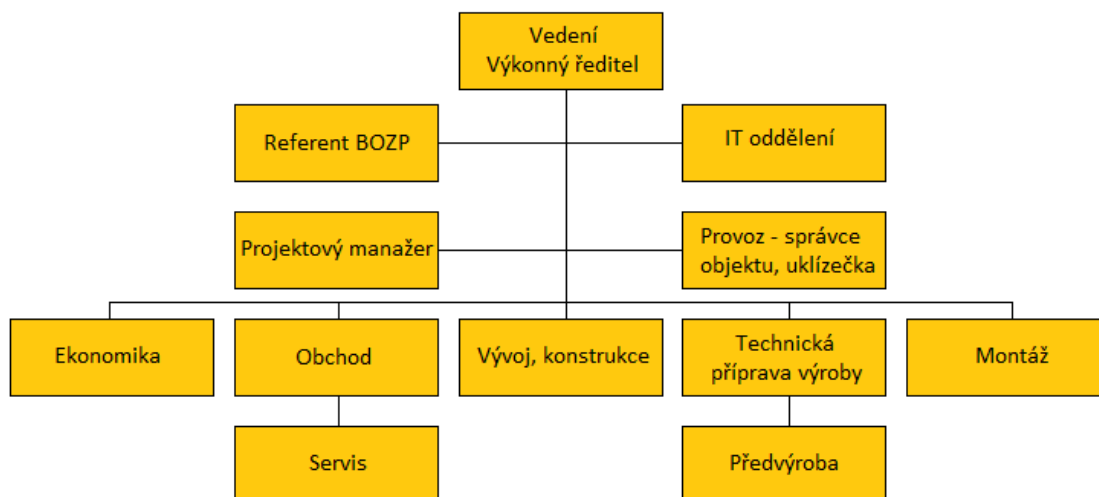 Vedení
Výkonný ředitel
Referent BOZP
IT oddělení
Projektový manažer
Provoz - správce
objektu, uklízečka
Ekonomika
Obchod
Vývoj, konstrukce
Technická
příprava výroby
Montáž
Servis
Předvýroba